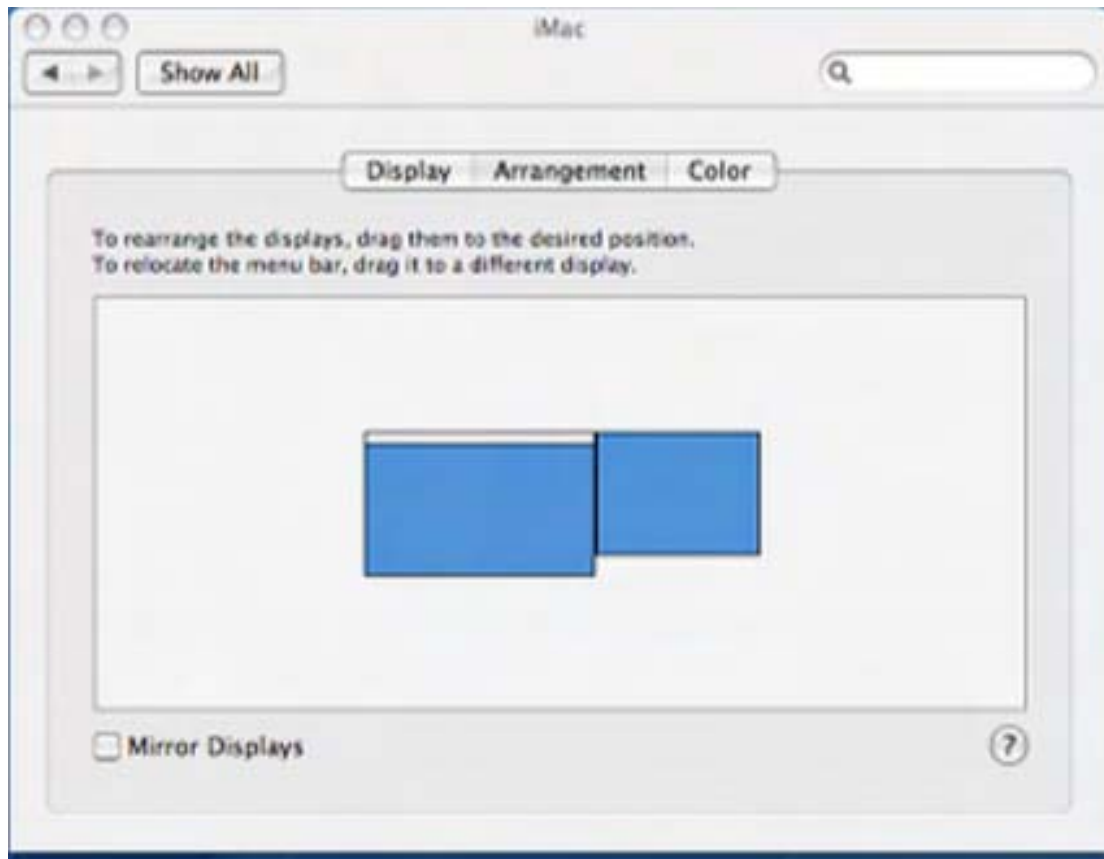 iMac
Show All
Display Arrangement Color
To rearrange the displays, drag them to the desired position.
To relocate the menu bar, drag it to a different display.
Mirror Displays
?